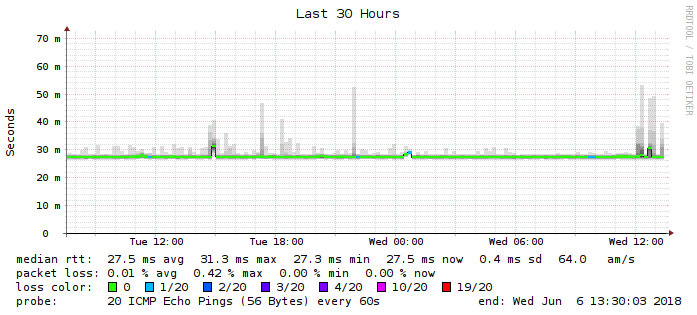 Last 30 Hours
RRDTOOL / TOBI OETIKER
Seconds
70 m
60 m
50 m
40 m
30 m
20 m
10 m
0
Tue 12:00 Tue 18:00 Wed 00:00 Wed 06:00 Wed 12:00
median rtt: 27.5 ms avg 31.3 ms max 27.3 ms min 27.5 ms now 0.4 ms sd 64.0 am/s
packet loss: 0.01 % avg 0.42 % max 0.00 % min 0.00 % now
loss color: 0 1/20 2/20 3/20 4/20 10/20 19/20
probe: 20 ICMP Echo Pings (56 Bytes) every 60s end: Wed Jun 6 13:30:03 2018